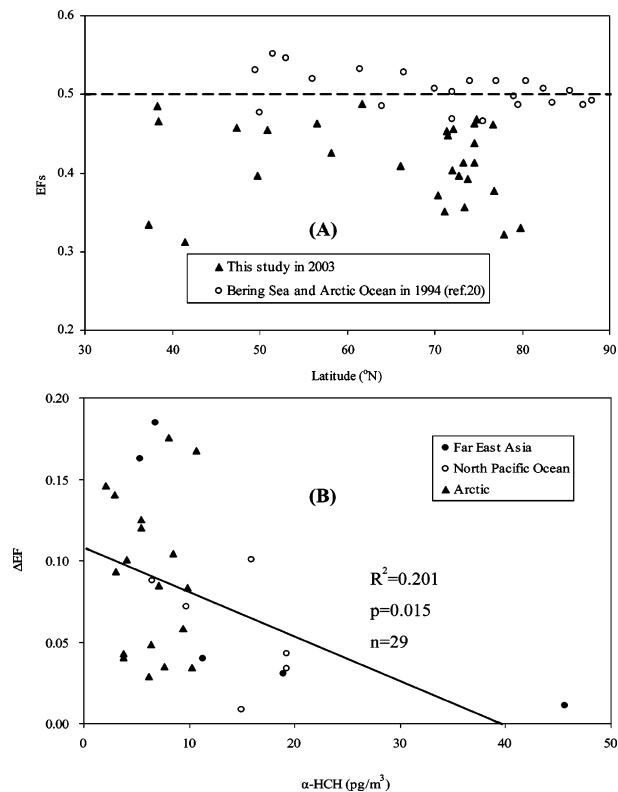 0.6
0.5
0.4
0.3
0.2
EFs
(A)
This study in 2003
Bering Sea and Arctic Ocean in 1994 (ref.20)
30 40 50 60 70 80 90
Latitude (°N)
0.20
0.15
0.10
0.05
0.00
ΔEF
Far East Asia
North Pacific Ocean
Arctic
(B)
R²=0.201
p=0.015
n=29
0 10 20 30 40 50
α-HCH (pg/m³)